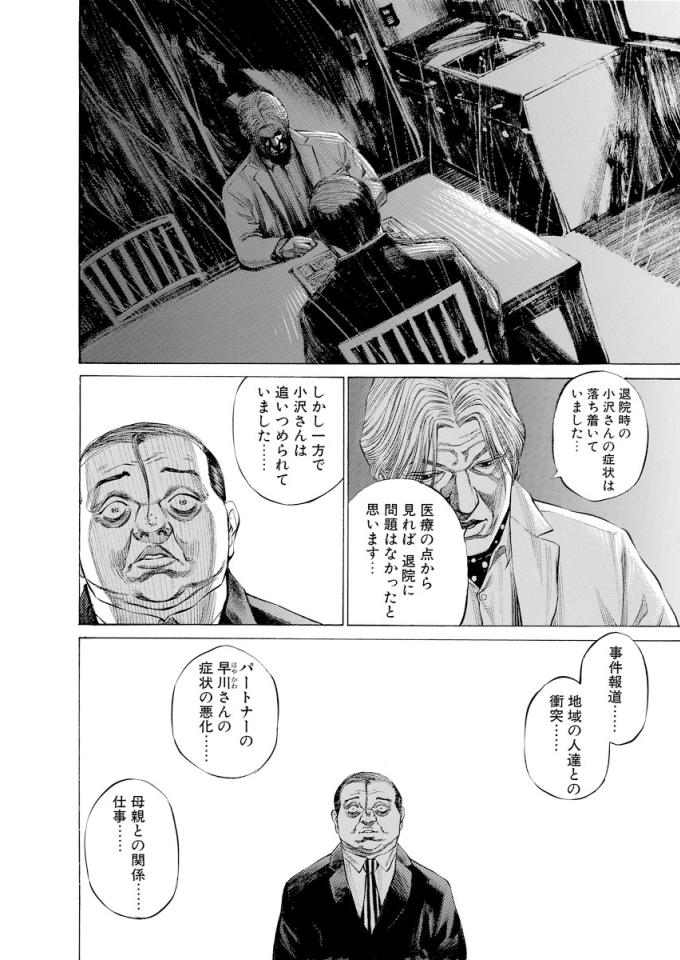 退院時の
小沢さんの症状は
落ち着いて
いました…
医療の点から
見れば 退院に
問題はなかったと
思います…
しかし一方で
小沢さんは
追いつめられて
いました……
事件報道……
地域の人達との
衝突…
パートナーの
早川さんの
はやかわ
症状の悪化……
母親との関係……
仕事……